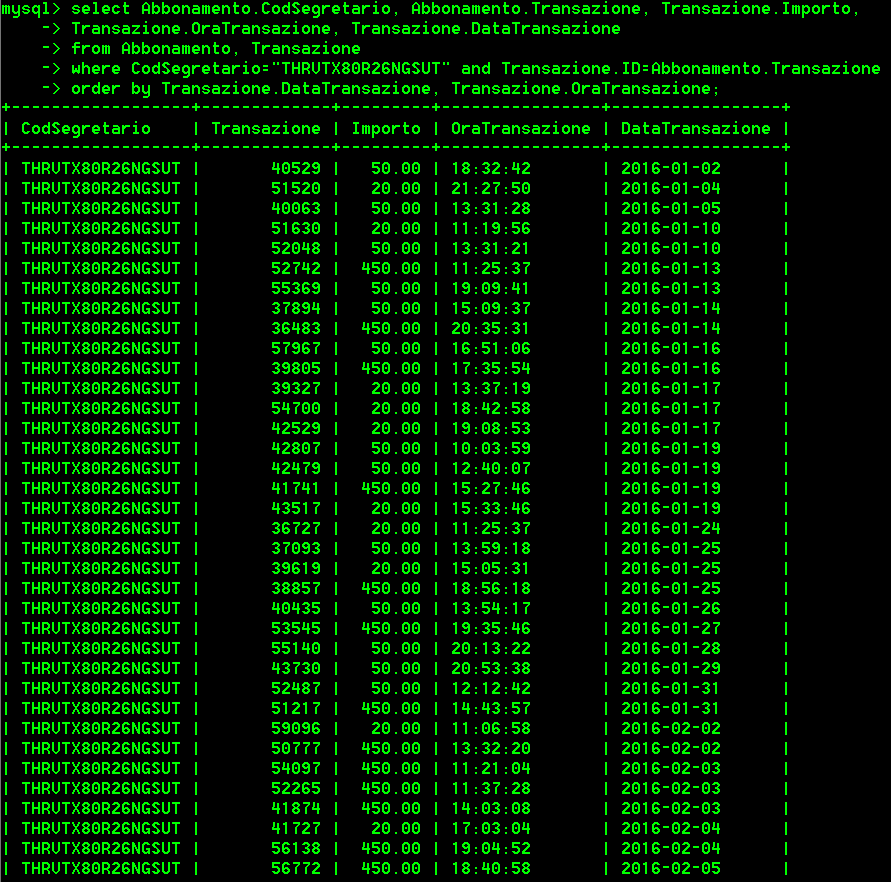 mysql> select Abbonamento.CodSegretario, Abbonamento.Transazione, Transazione.Importo,
    -> Transazione.OraTransazione, Transazione.DataTransazione
    -> from Abbonamento, Transazione
    -> where CodSegretario="THRVTX80R26NGSUT" and Transazione.ID=Abbonamento.Transazione
    -> order by Transazione.DataTransazione, Transazione.OraTransazione;
+------------------+-------------+---------+----------------+-----------------+
| CodSegretario    | Transazione | Importo | OraTransazione | DataTransazione |
+------------------+-------------+---------+----------------+-----------------+
| THRVTX80R26NGSUT |       40529 |   50.00 | 18:32:42       | 2016-01-02      |
| THRVTX80R26NGSUT |       51520 |   20.00 | 21:27:50       | 2016-01-04      |
| THRVTX80R26NGSUT |       40063 |   50.00 | 13:31:28       | 2016-01-05      |
| THRVTX80R26NGSUT |       51630 |   20.00 | 11:19:56       | 2016-01-10      |
| THRVTX80R26NGSUT |       52048 |   50.00 | 13:31:21       | 2016-01-10      |
| THRVTX80R26NGSUT |       52742 |  450.00 | 11:25:37       | 2016-01-13      |
| THRVTX80R26NGSUT |       55369 |   50.00 | 19:09:41       | 2016-01-13      |
| THRVTX80R26NGSUT |       37894 |   50.00 | 15:09:37       | 2016-01-14      |
| THRVTX80R26NGSUT |       36483 |  450.00 | 20:35:31       | 2016-01-14      |
| THRVTX80R26NGSUT |       57967 |   50.00 | 16:51:06       | 2016-01-16      |
| THRVTX80R26NGSUT |       39805 |  450.00 | 17:35:54       | 2016-01-16      |
| THRVTX80R26NGSUT |       39327 |   20.00 | 13:37:19       | 2016-01-17      |
| THRVTX80R26NGSUT |       54700 |   20.00 | 18:42:58       | 2016-01-17      |
| THRVTX80R26NGSUT |       42529 |   20.00 | 19:08:53       | 2016-01-17      |
| THRVTX80R26NGSUT |       42807 |   50.00 | 10:03:59       | 2016-01-19      |
| THRVTX80R26NGSUT |       42479 |   50.00 | 12:40:07       | 2016-01-19      |
| THRVTX80R26NGSUT |       41741 |  450.00 | 15:27:46       | 2016-01-19      |
| THRVTX80R26NGSUT |       43517 |   20.00 | 15:33:46       | 2016-01-19      |
| THRVTX80R26NGSUT |       36727 |   20.00 | 11:25:37       | 2016-01-24      |
| THRVTX80R26NGSUT |       37093 |   50.00 | 13:59:18       | 2016-01-25      |
| THRVTX80R26NGSUT |       39619 |   20.00 | 15:05:31       | 2016-01-25      |
| THRVTX80R26NGSUT |       38857 |  450.00 | 18:56:18       | 2016-01-25      |
| THRVTX80R26NGSUT |       40435 |   50.00 | 13:54:17       | 2016-01-26      |
| THRVTX80R26NGSUT |       53545 |  450.00 | 19:35:46       | 2016-01-27      |
| THRVTX80R26NGSUT |       55140 |   50.00 | 20:13:22       | 2016-01-28      |
| THRVTX80R26NGSUT |       43730 |   50.00 | 20:53:38       | 2016-01-29      |
| THRVTX80R26NGSUT |       52487 |   50.00 | 12:12:42       | 2016-01-31      |
| THRVTX80R26NGSUT |       51217 |  450.00 | 14:43:57       | 2016-01-31      |
| THRVTX80R26NGSUT |       59096 |   20.00 | 11:06:58       | 2016-02-02      |
| THRVTX80R26NGSUT |       50777 |  450.00 | 13:32:20       | 2016-02-02      |
| THRVTX80R26NGSUT |       54097 |  450.00 | 11:21:04       | 2016-02-03      |
| THRVTX80R26NGSUT |       52265 |  450.00 | 11:37:28       | 2016-02-03      |
| THRVTX80R26NGSUT |       41874 |  450.00 | 14:03:08       | 2016-02-03      |
| THRVTX80R26NGSUT |       41727 |   20.00 | 17:03:04       | 2016-02-04      |
| THRVTX80R26NGSUT |       56138 |  450.00 | 19:04:52       | 2016-02-04      |
| THRVTX80R26NGSUT |       56772 |  450.00 | 18:40:58       | 2016-02-05      |